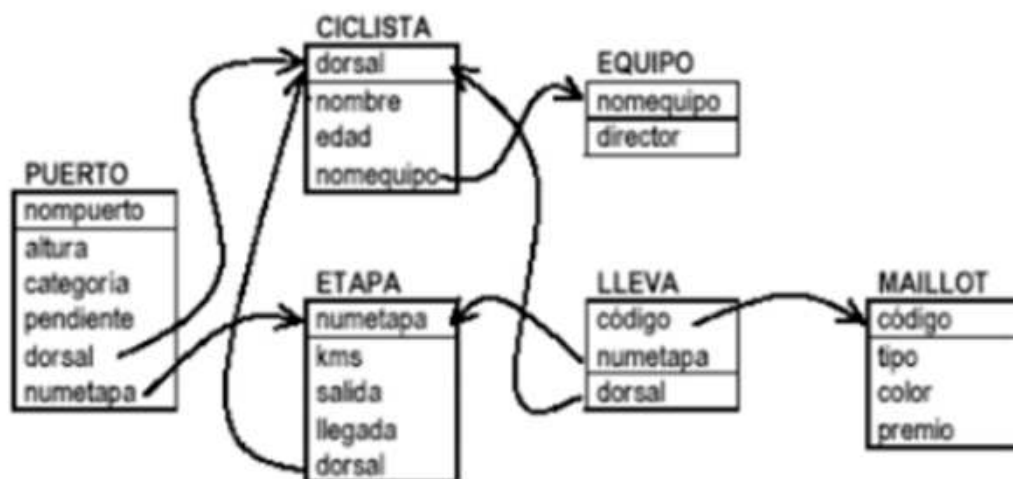 CICLISTA
dorsal
nombre
edad
nomequipo
EQUIPO
nomequipo
director
PUERTO
nompuerto
altura
categoria
pendiente
dorsal
numetapa
ETAPA
numetapa
kms
salida
llegada
dorsal
LLEVA
código
numetapa
dorsal
MAILLOT
código
tipo
color
premio